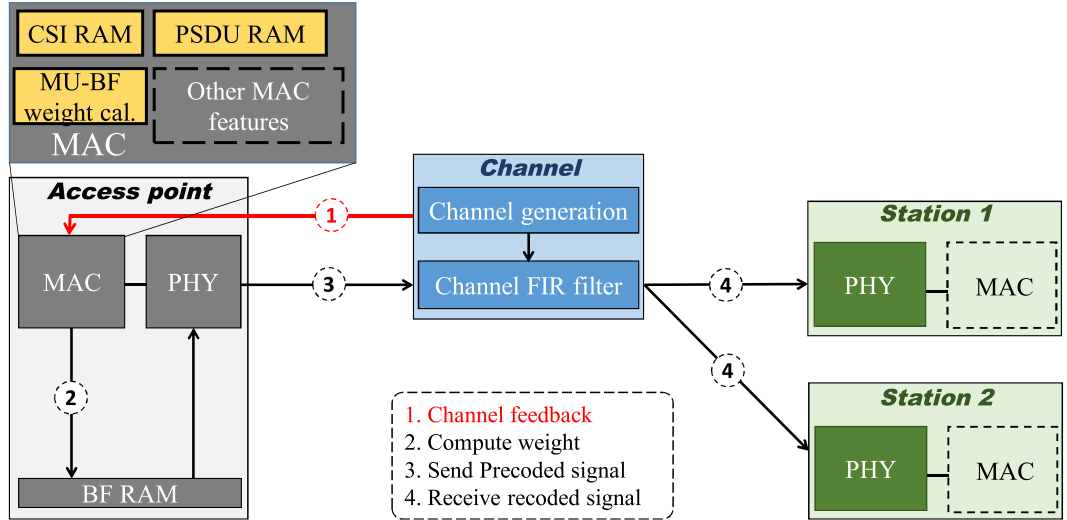 CSI RAM
PSDU RAM
MU-BF
weight cal.
Other MAC
features
MAC
Access point
MAC
PHY
BF RAM
1
2
3
Channel
Channel generation
Channel FIR filter
4
4
Station 1
PHY
MAC
Station 2
PHY
MAC
1. Channel feedback
2. Compute weight
3. Send Precoded signal
4. Receive recoded signal